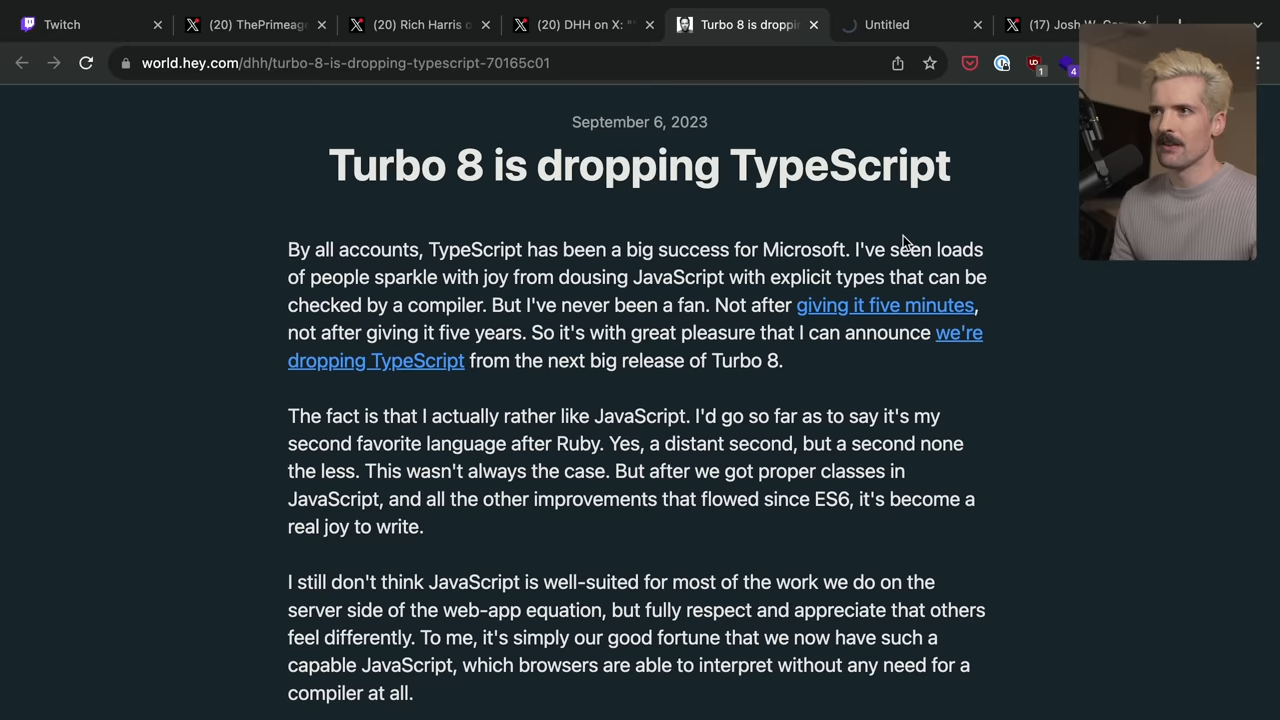 Twitch
(20) ThePrimeage
(20) Rich Harris o
(20) DHH on X: "
Turbo 8 is droppi
Untitled
(17) Josh W. Com
world.hey.com/dhh/turbo-8-is-dropping-typescript-70165c01
1
4
September 6, 2023
Turbo 8 is dropping TypeScript
By all accounts, TypeScript has been a big success for Microsoft. I've seen loads
of people sparkle with joy from dousing JavaScript with explicit types that can be
checked by a compiler. But I've never been a fan. Not after giving it five minutes,
not after giving it five years. So it's with great pleasure that I can announce we're
dropping TypeScript from the next big release of Turbo 8.
The fact is that I actually rather like JavaScript. I'd go so far as to say it's my
second favorite language after Ruby. Yes, a distant second, but a second none
the less. This wasn't always the case. But after we got proper classes in
JavaScript, and all the other improvements that flowed since ES6, it's become a
real joy to write.
I still don't think JavaScript is well-suited for most of the work we do on the
server side of the web-app equation, but fully respect and appreciate that others
feel differently. To me, it's simply our good fortune that we now have such a
capable JavaScript, which browsers are able to interpret without any need for a
compiler at all.